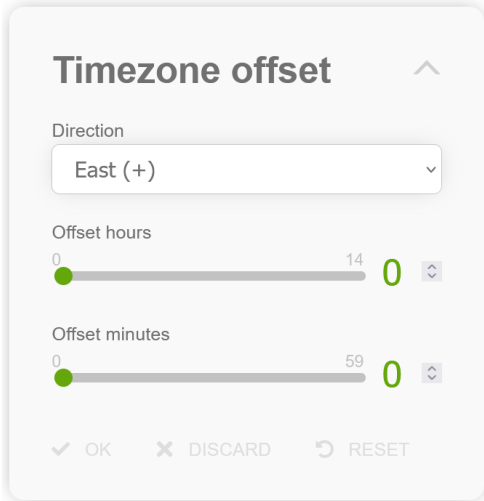 Timezone offset
Direction
East (+)
Offset hours
0 14
0
Offset minutes
0 59
0
OK DISCARD RESET